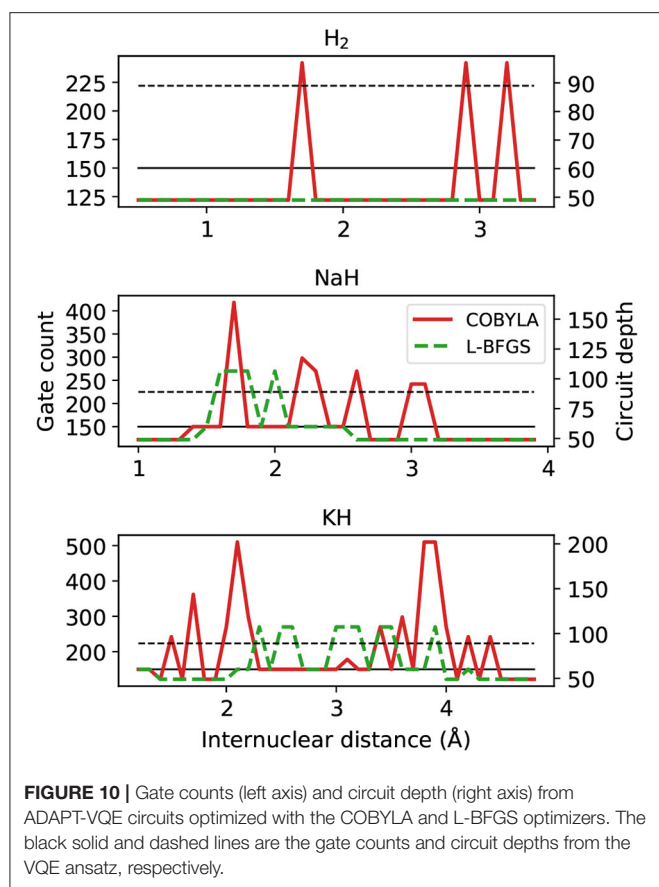 H₂
225
200
175
150
125
90
80
70
60
50
1 2 3
NaH
Gate count
400
350
300
250
200
150
COBYLA
L-BFGS
150
100
50
Circuit depth
1 2 3 4
KH
500
400
300
200
200
150
100
50
2 3 4
Internuclear distance (Å)
FIGURE 10 | Gate counts (left axis) and circuit depth (right axis) from
ADAPT-VQE circuits optimized with the COBYLA and L-BFGS optimizers. The
black solid and dashed lines are the gate counts and circuit depths from the
VQE ansatz, respectively.